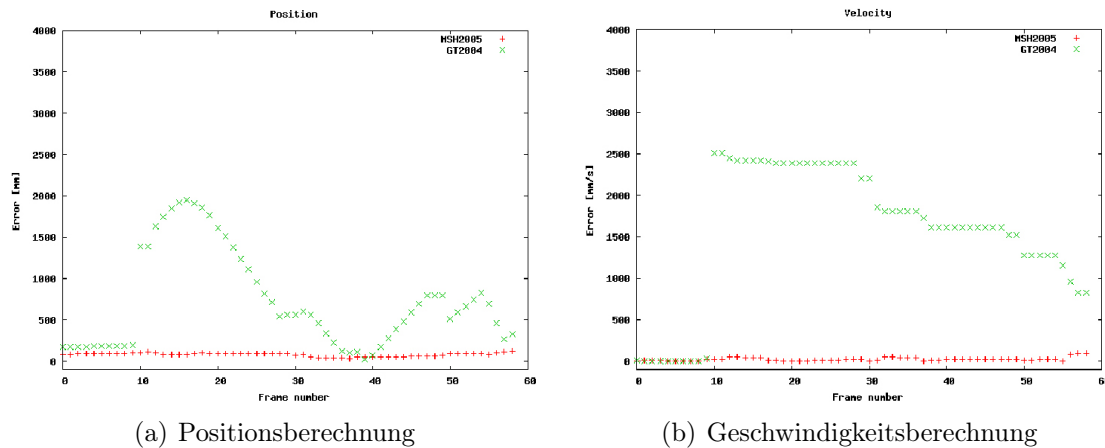 Position
Velocity
4000
3500
3000
2500
2000
1500
1000
500
0
Error [mm]
MSH2005
GT2004
0
10
20
30
40
50
60
Frame number
4000
3500
3000
2500
2000
1500
1000
500
0
Error [mm/s]
MSH2005
GT2004
0
10
20
30
40
50
6
Frame number
(a) Positionsberechnung
(b) Geschwindigkeitsberechnung